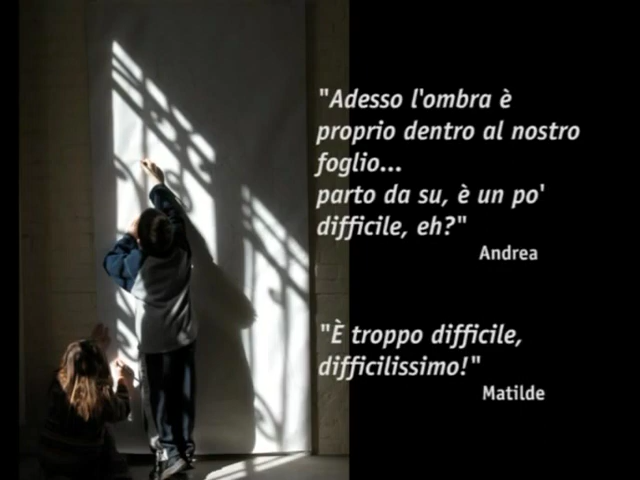 "Adesso l'ombra è
proprio dentro al nostro
foglio...
parto da su, è un po'
difficile, eh?"
Andrea
"È troppo difficile,
difficilissimo!"
Matilde